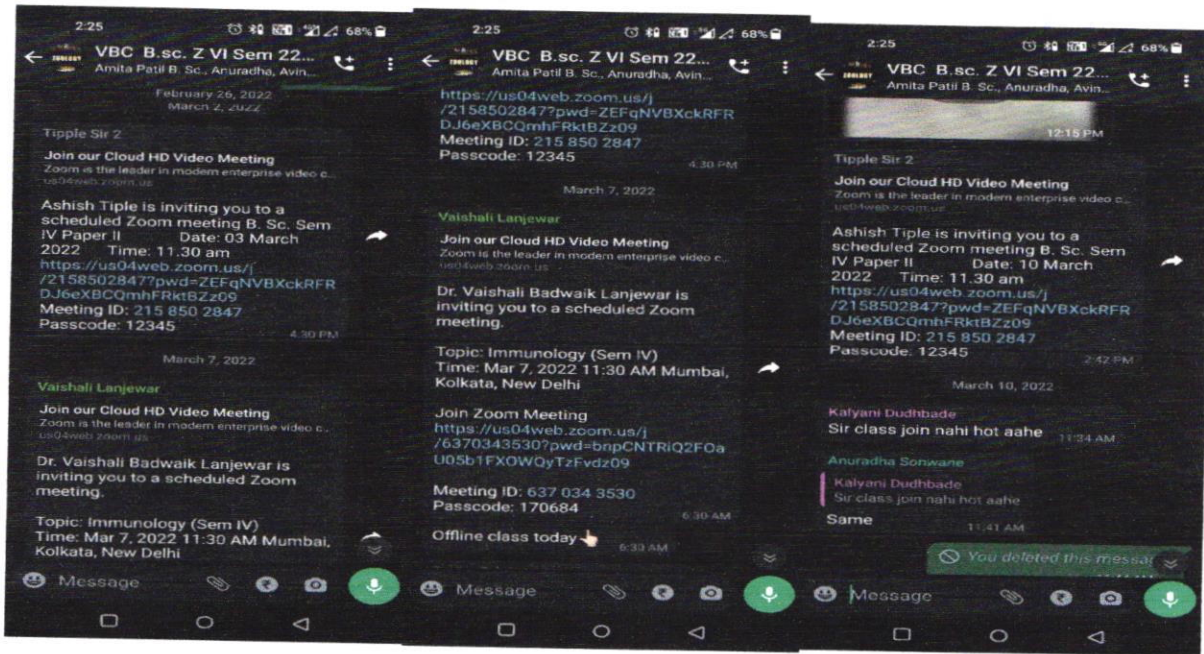 2:25
68%
VBC B.sc. Z VI Sem 22...
Amita Patil B. Sc., Anuradha, Avin...
February 26, 2022
March 2, 2022
Tipple Sir 2
Join our Cloud HD Video Meeting
Zoom is the leader in modern enterprise video c..
us04web.zoom.us
Ashish Tiple is inviting you to a
scheduled Zoom meeting B. Sc. Sem
IV Paper II Date: 03 March
2022 Time: 11.30 am
https://us04web.zoom.us/j
/2158502847?pwd=ZEFqNVBXckRFR
DJ6eXBCQmhFRktBZz09
Meeting ID: 215 850 2847
Passcode: 12345
4:30 PM
March 7, 2022
Vaishali Lanjewar
Join our Cloud HD Video Meeting
Zoom is the leader in modern enterprise video c..
us04web.zoom.us
Dr. Vaishali Badwaik Lanjewar is
inviting you to a scheduled Zoom
meeting.
Topic: Immunology (Sem IV)
Time: Mar 7, 2022 11:30 AM Mumbai,
Kolkata, New Delhi
Message
2:25
68%
VBC B.sc. Z VI Sem 22...
Amita Patil B. Sc., Anuradha, Avin...
https://us04web.zoom.us/j
/2158502847?pwd=ZEFqNVBXckRFR
DJ6eXBCQmhFRktBZz09
Meeting ID: 215 850 2847
Passcode: 12345
4:30 PM
March 7, 2022
Vaishali Lanjewar
Join our Cloud HD Video Meeting
Zoom is the leader in modern enterprise video c..
us04web.zoom.us
Dr. Vaishali Badwaik Lanjewar is
inviting you to a scheduled Zoom
meeting.
Topic: Immunology (Sem IV)
Time: Mar 7, 2022 11:30 AM Mumbai,
Kolkata, New Delhi
Join Zoom Meeting
https://us04web.zoom.us/j
/6370343530?pwd=bnpCNTRiQ2FOa
U05b1FXOWQyTzFvdz09
Meeting ID: 637 034 3530
Passcode: 170684
6:30 AM
Offline class today👆🏻
6:30 AM
Message
2:25
68%
VBC B.sc. Z VI Sem 22...
Amita Patil B. Sc., Anuradha, Avin...
12:15 PM
Tipple Sir 2
Join our Cloud HD Video Meeting
Zoom is the leader in modern enterprise video c..
us04web.zoom.us
Ashish Tiple is inviting you to a
scheduled Zoom meeting B. Sc. Sem
IV Paper II Date: 10 March
2022 Time: 11.30 am
https://us04web.zoom.us/j
/2158502847?pwd=ZEFqNVBXckRFR
DJ6eXBCQmhFRktBZz09
Meeting ID: 215 850 2847
Passcode: 12345
2:42 PM
March 10, 2022
Kalyani Dudhbade
Sir class join nahi hot aahe
11:34 AM
Anuradha Sonwane
Kalyani Dudhbade
Sir class join nahi hot aahe
Same
11:41 AM
You deleted this messag
Message